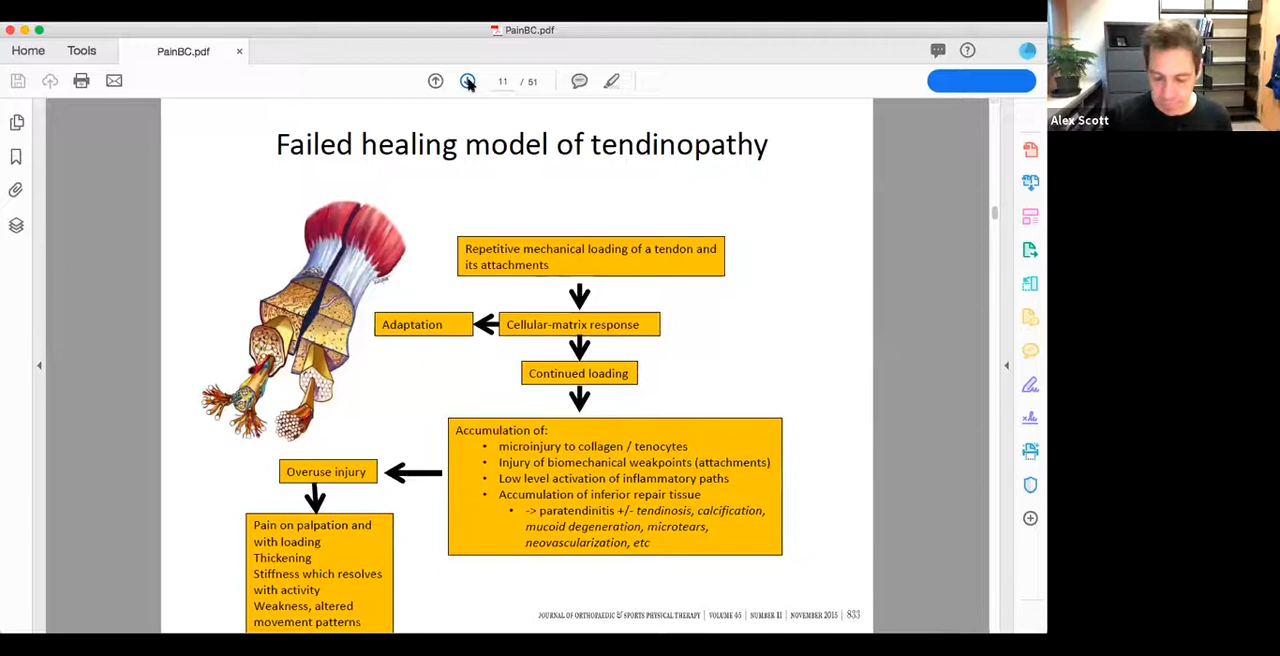 PainBC.pdf
Home
Tools
PainBC.pdf
×
11 / 51
Alex Scott
Failed healing model of tendinopathy
Repetitive mechanical loading of a tendon and
its attachments
Adaptation
Cellular-matrix response
Continued loading
Accumulation of:
• microinjury to collagen / tenocytes
• Injury of biomechanical weakpoints (attachments)
• Low level activation of inflammatory paths
• Accumulation of inferior repair tissue
• -> paratendinitis +/- tendinosis, calcification,
mucoid degeneration, microtears,
neovascularization, etc
Overuse injury
Pain on palpation and
with loading
Thickening
Stiffness which resolves
with activity
Weakness, altered
movement patterns
JOURNAL OF ORTHOPAEDIC & SPORTS PHYSICAL THERAPY | VOLUME 45 | NUMBER 11 | NOVEMBER 2015 | 833